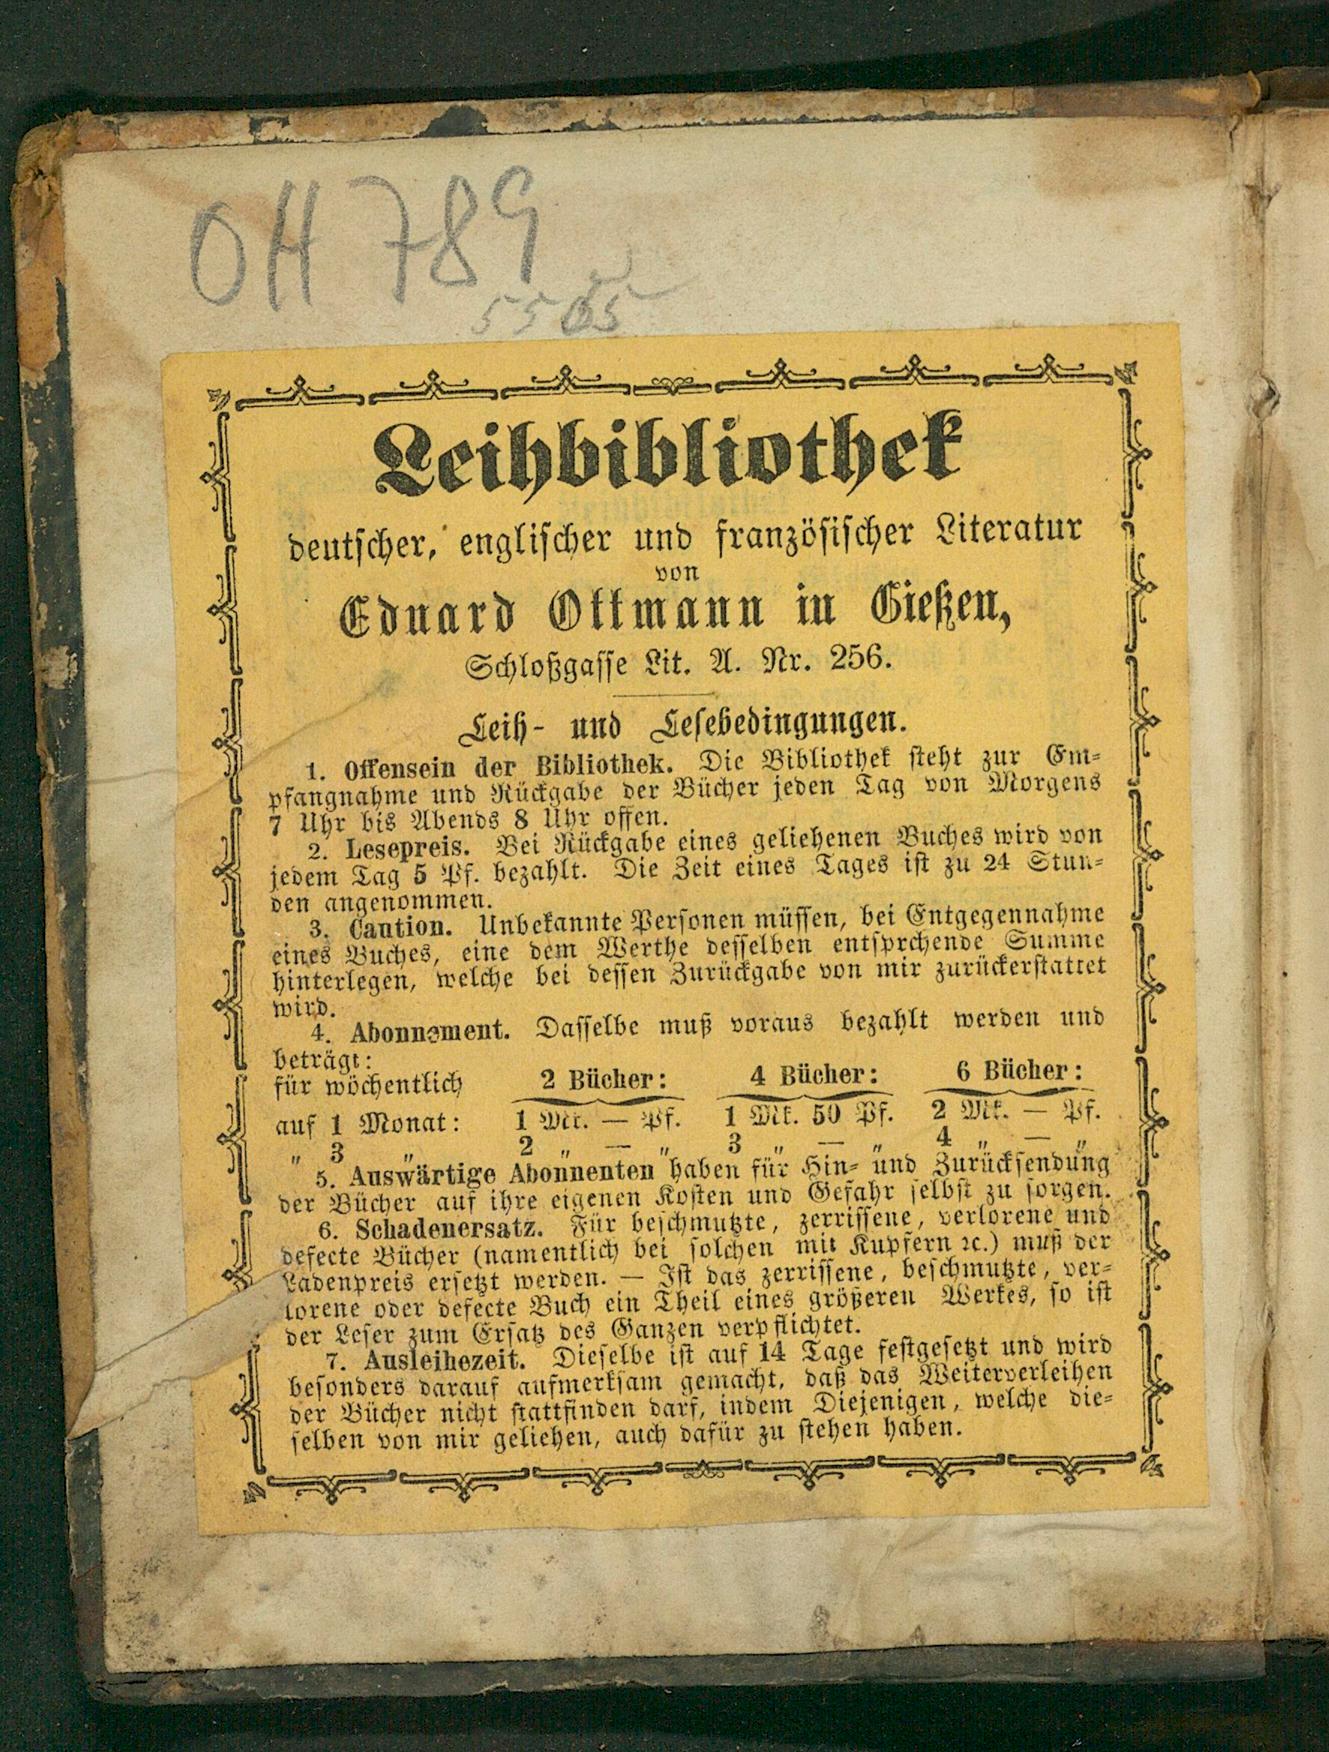 OH 789
5505
Leihbibliothek
deutscher, englischer und französischer Literatur
von
Eduard Ottmann in Gießen,
Schloßgasse Lit. A. Nr. 256.
Leih- und Lesebedingungen.
1. Offensein der Bibliothek. Die Bibliothek steht zur Em-
pfangnahme und Rückgabe der Bücher jeden Tag von Morgens
7 Uhr bis Abends 8 Uhr offen.
2. Lesepreis. Bei Rückgabe eines geliehenen Buches wird von
jedem Tag 5 Pf. bezahlt. Die Zeit eines Tages ist zu 24 Stun-
den angenommen.
3. Caution. Unbekannte Personen müssen, bei Entgegennahme
eines Buches, eine dem Werthe desselben entsprchende Summe
hinterlegen, welche bei dessen Zurückgabe von mir zurückerstattet
wird.
4. Abonnement. Dasselbe muß voraus bezahlt werden und
beträgt:
für wöchentlich 2 Bücher: 4 Bücher: 6 Bücher:
auf 1 Monat: 1 Mk. — Pf. 1 Mk. 50 Pf. 2 Mk. — Pf.
" 3 " 2 " — " 3 " — " 4 " — "
5. Auswärtige Abonnenten haben für Hin- und Zurücksendung
der Bücher auf ihre eigenen Kosten und Gefahr selbst zu sorgen.
6. Schadenersatz. Für beschmutzte, zerrissene, verlorene und
defecte Bücher (namentlich bei solchen mit Kupfern ꝛc.) muß der
Ladenpreis ersetzt werden. — Ist das zerrissene, beschmutzte, ver-
lorene oder defecte Buch ein Theil eines größeren Werkes, so ist
der Leser zum Ersatz des Ganzen verpflichtet.
7. Ausleihezeit. Dieselbe ist auf 14 Tage festgesetzt und wird
besonders darauf aufmerksam gemacht, daß das Weiterverleihen
der Bücher nicht stattfinden darf, indem Diejenigen, welche die-
selben von mir geliehen, auch dafür zu stehen haben.